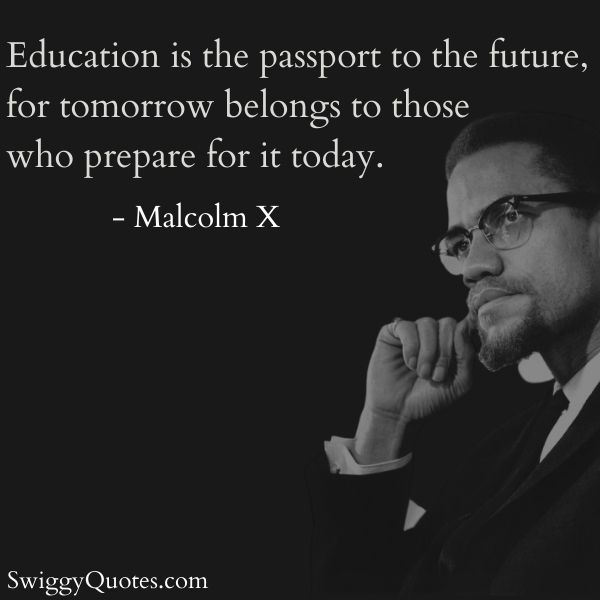 Education is the passport to the future,
for tomorrow belongs to those
who prepare for it today.
- Malcolm X
SwiggyQuotes.com